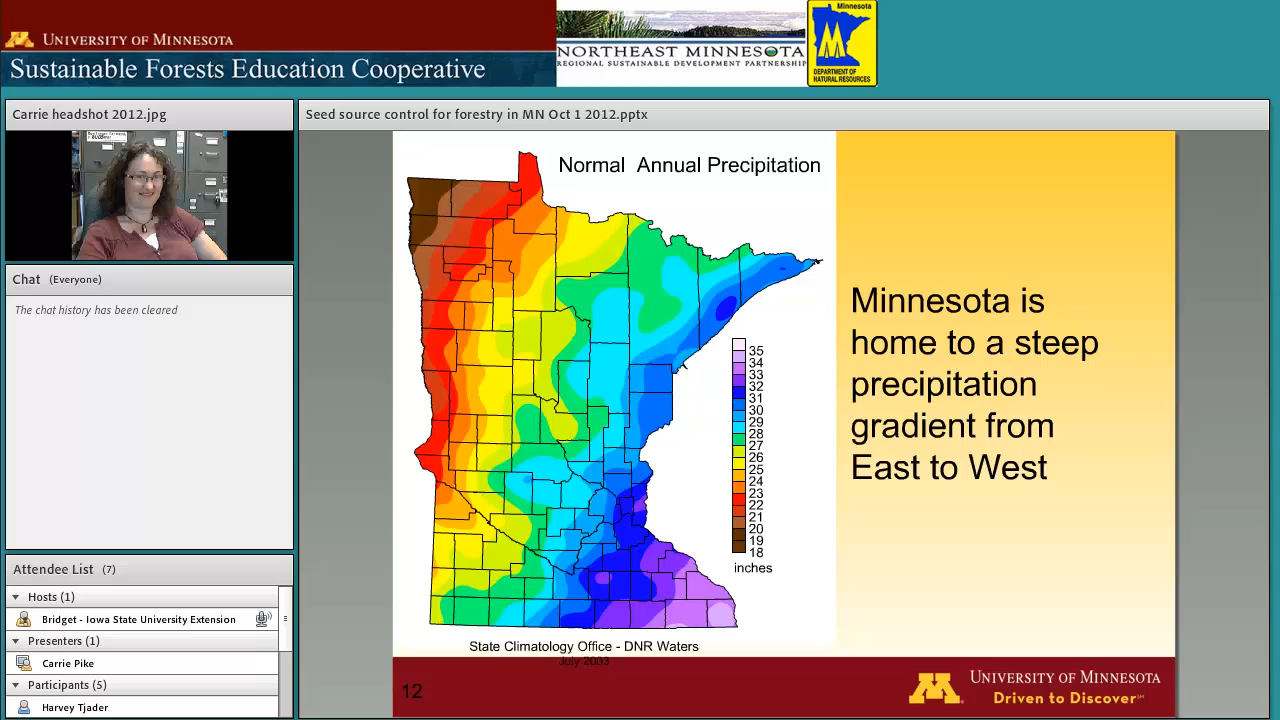 UNIVERSITY OF MINNESOTA
Sustainable Forests Education Cooperative
NORTHEAST MINNESOTA
REGIONAL SUSTAINABLE DEVELOPMENT PARTNERSHIP
Minnesota
DEPARTMENT OF
NATURAL RESOURCES
Carrie headshot 2012.jpg
Chat (Everyone)
The chat history has been cleared
Attendee List (7)
Hosts (1)
Bridget - Iowa State University Extension
Presenters (1)
Carrie Pike
Participants (5)
Harvey Tjader
Seed source control for forestry in MN Oct 1 2012.pptx
Normal Annual Precipitation
35
34
33
32
31
30
29
28
27
26
25
24
23
22
21
20
19
18
inches
State Climatology Office - DNR Waters
July 2003
Minnesota is
home to a steep
precipitation
gradient from
East to West
12
UNIVERSITY OF MINNESOTA
Driven to Discover℠